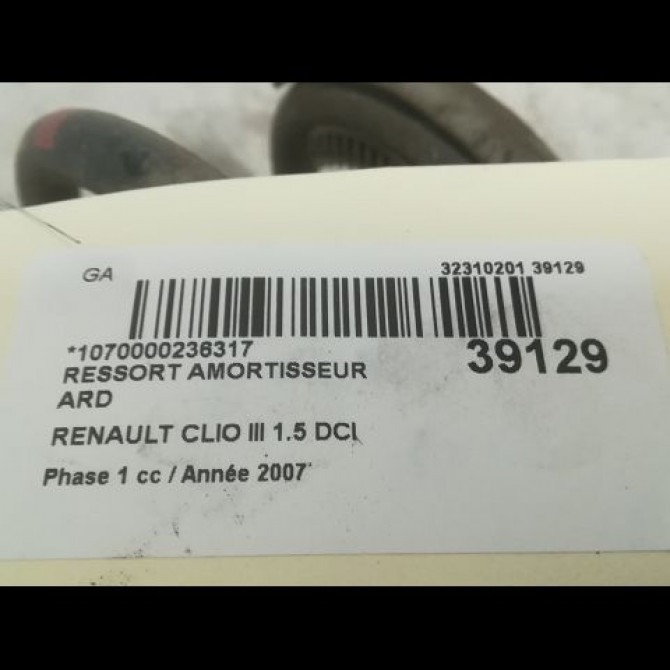 GA
32310201 39129
*1070000236317
39129
RESSORT AMORTISSEUR
ARD
RENAULT CLIO III 1.5 DCI
Phase 1 cc / Année 2007